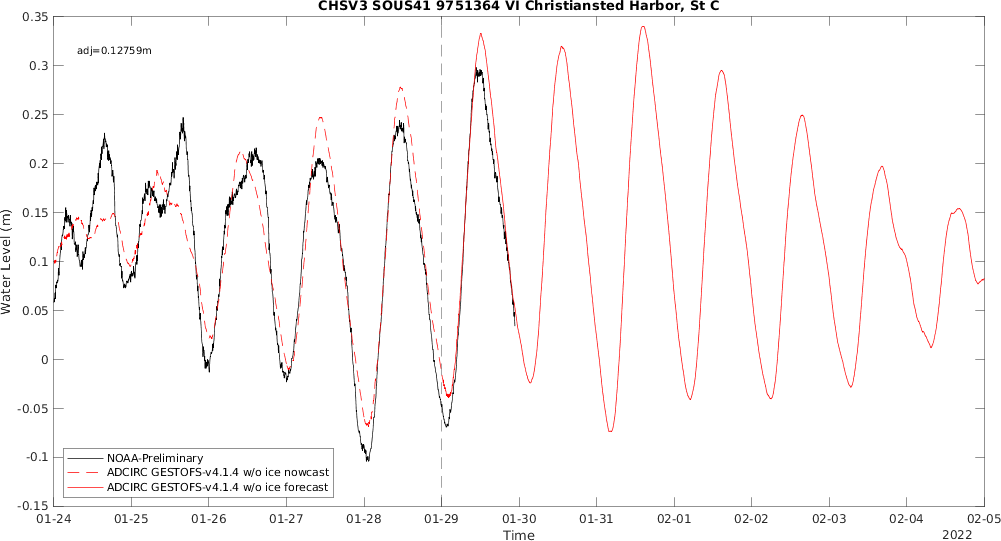 CHSV3 SOUS41 9751364 VI Christiansted Harbor, St C
adj=0.12759m
0.35
0.3
0.25
0.2
0.15
0.1
0.05
0
-0.05
-0.1
-0.15
Water Level (m)
NOAA-Preliminary
ADCIRC GESTOFS-v4.1.4 w/o ice nowcast
ADCIRC GESTOFS-v4.1.4 w/o ice forecast
01-24 01-25 01-26 01-27 01-28 01-29 01-30 01-31 02-01 02-02 02-03 02-04 02-05
Time
2022